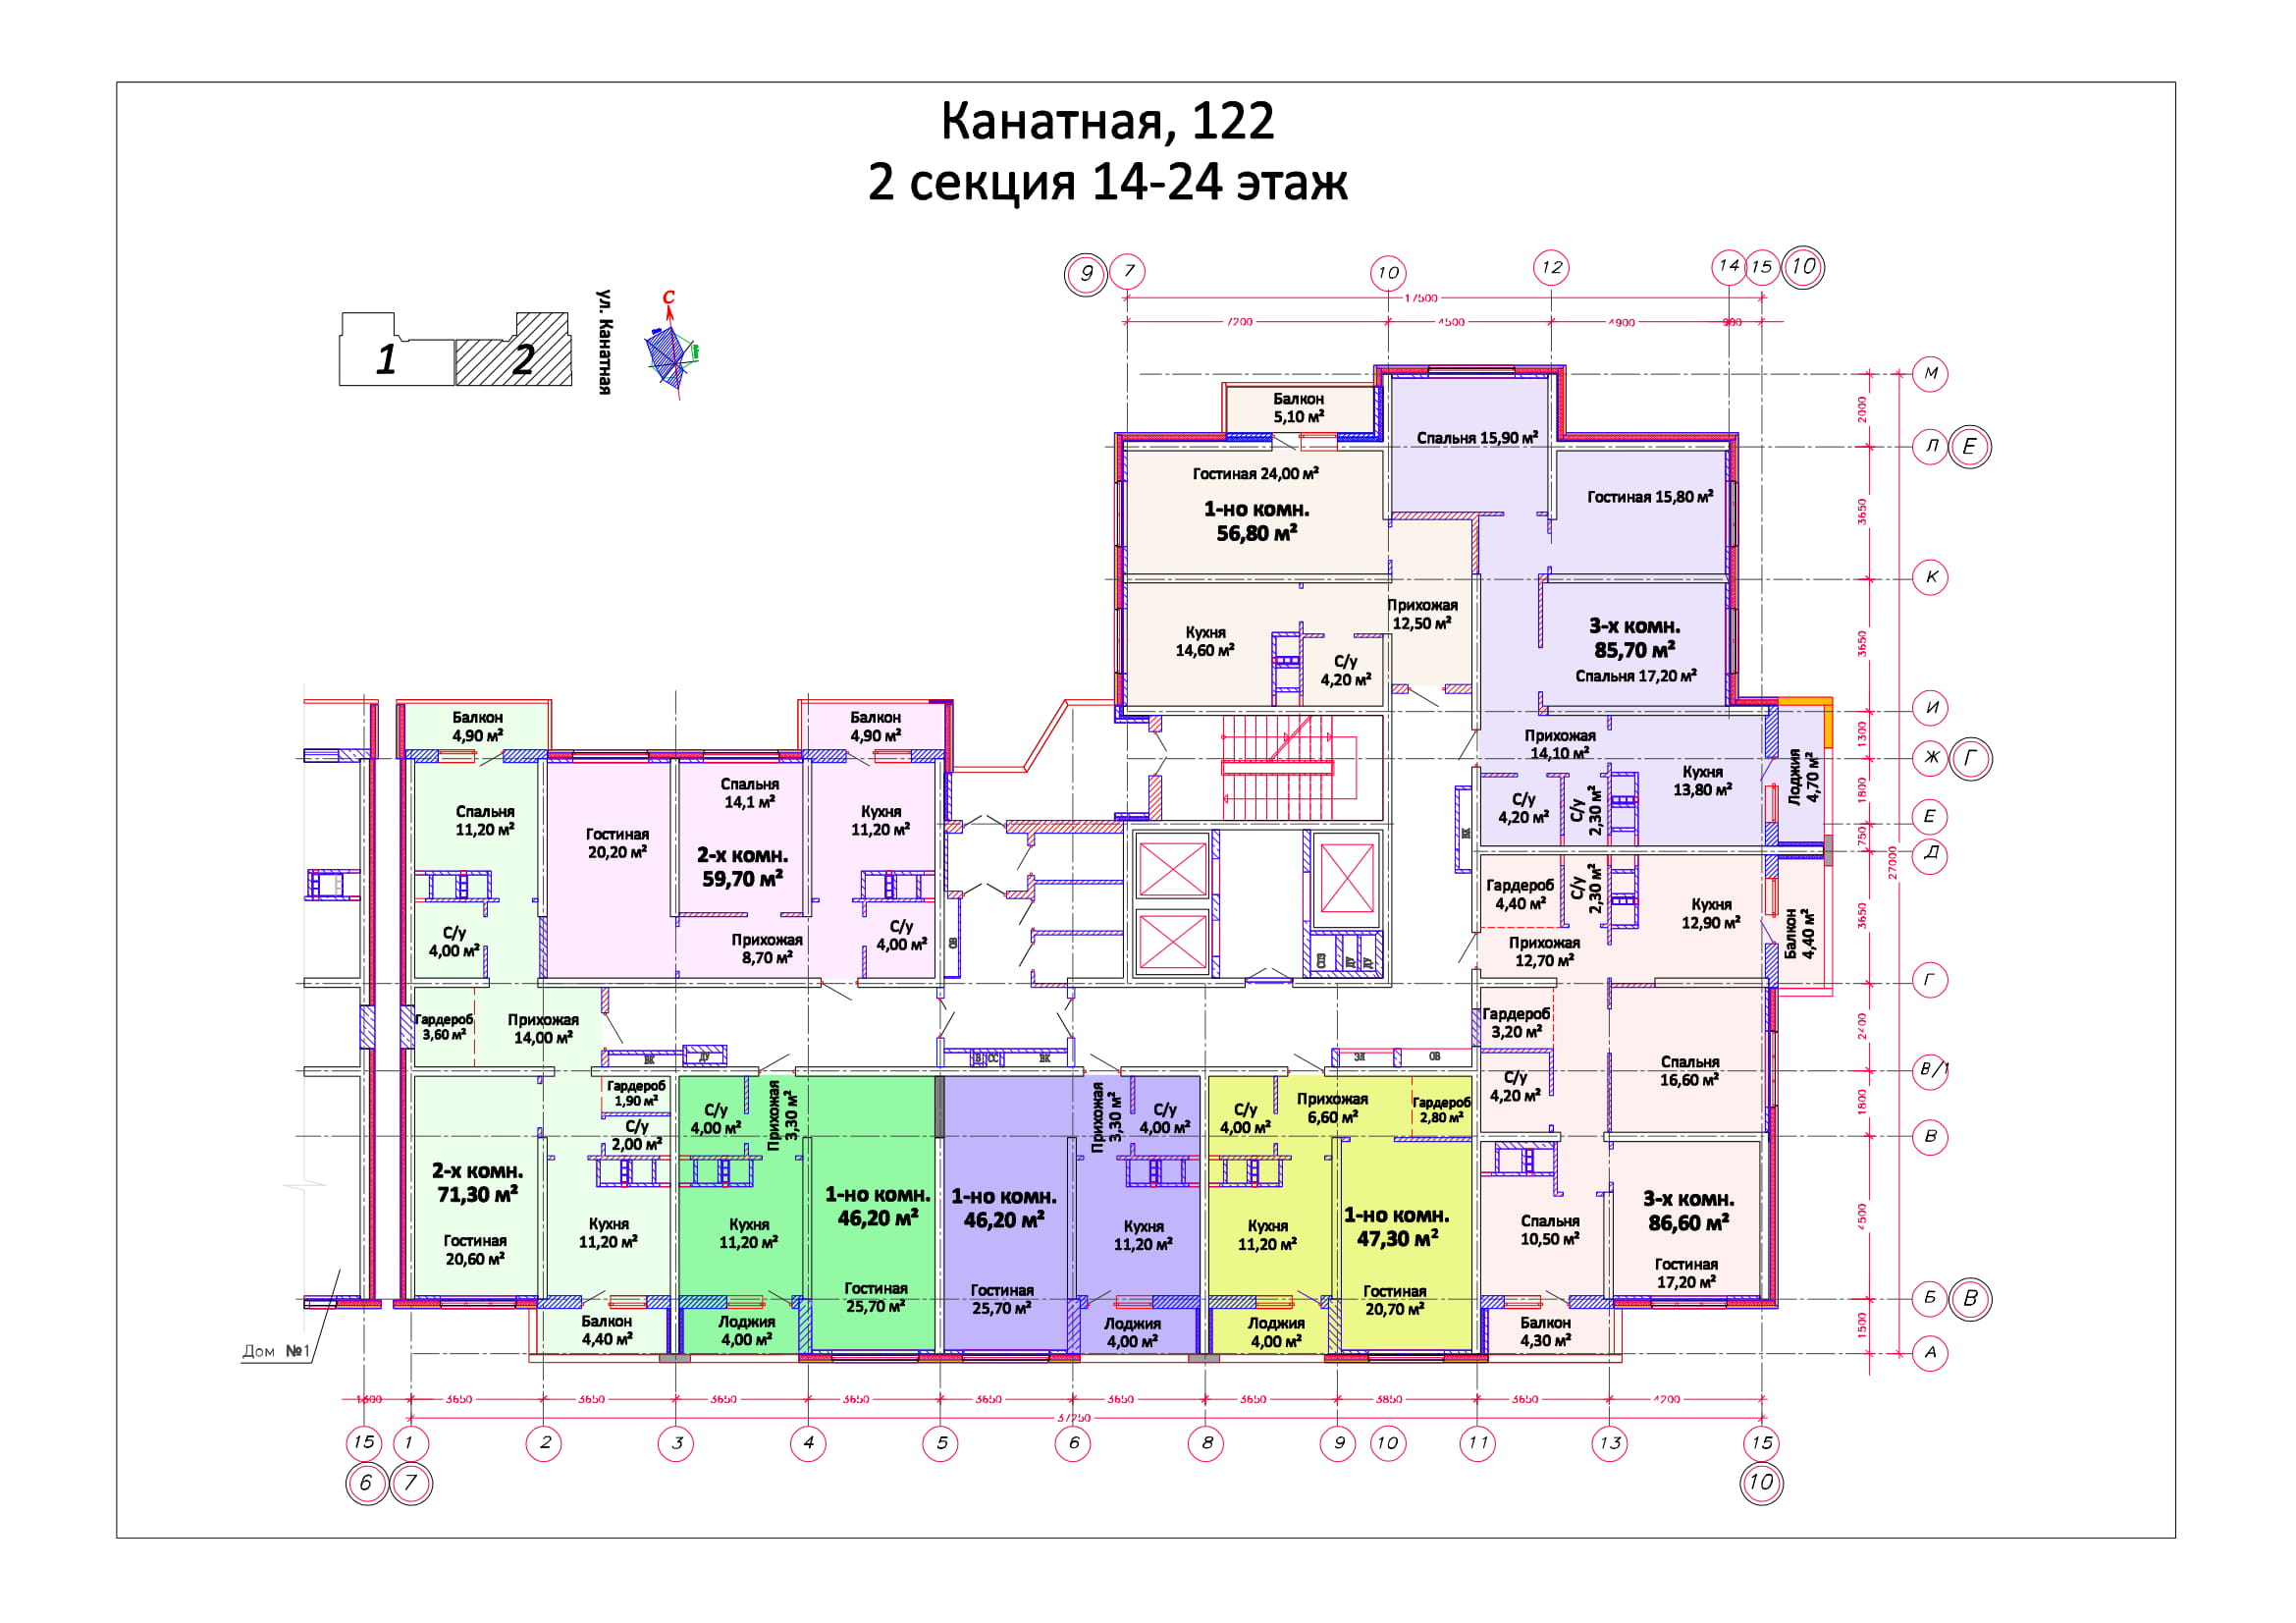 Канатная, 122
2 секция 14-24 этаж
1
2
ул. Канатная
С
9
7
10
12
14
15
10
17500
7200
4500
4900
900
М
Л
Е
К
И
Ж
Г
Е
Д
Г
В/1
В
Б
В
А
2000
3650
3650
1300
1800
750
3650
2400
1800
4500
1500
27000
Балкон
5,10 м²
Гостиная 24,00 м²
1-но комн.
56,80 м²
Кухня
14,60 м²
С/у
4,20 м²
Прихожая
12,50 м²
Спальня 15,90 м²
Гостиная 15,80 м²
3-х комн.
85,70 м²
Спальня 17,20 м²
Прихожая
14,10 м²
Кухня
13,80 м²
Лоджия
4,70 м²
С/у
4,20 м²
С/у
2,30 м²
Балкон
4,90 м²
Спальня
11,20 м²
С/у
4,00 м²
Гардероб
3,60 м²
Прихожая
14,00 м²
Гостиная
20,20 м²
Спальня
14,1 м²
2-х комн.
59,70 м²
Прихожая
8,70 м²
Балкон
4,90 м²
Кухня
11,20 м²
С/у
4,00 м²
ОВ
ВК
СПЗ
ДУ
ДУ
Гардероб
4,40 м²
С/у
2,30 м²
Кухня
12,90 м²
Балкон
4,40 м²
Прихожая
12,70 м²
Гардероб
3,20 м²
С/у
4,20 м²
Спальня
16,60 м²
Спальня
10,50 м²
3-х комн.
86,60 м²
Гостиная
17,20 м²
Балкон
4,30 м²
ВК
ДУ
В
СС
ВК
ЭЛ
ОВ
2-х комн.
71,30 м²
Гостиная
20,60 м²
Гардероб
1,90 м²
С/у
2,00 м²
Кухня
11,20 м²
Балкон
4,40 м²
С/у
4,00 м²
Прихожая
3,30 м²
Кухня
11,20 м²
Лоджия
4,00 м²
1-но комн.
46,20 м²
Гостиная
25,70 м²
1-но комн.
46,20 м²
Гостиная
25,70 м²
Прихожая
3,30 м²
С/у
4,00 м²
Кухня
11,20 м²
Лоджия
4,00 м²
С/у
4,00 м²
Прихожая
6,60 м²
Гардероб
2,80 м²
Кухня
11,20 м²
Лоджия
4,00 м²
1-но комн.
47,30 м²
Гостиная
20,70 м²
Дом №1
3650
3650
3650
3650
3650
3650
3650
3850
3650
4200
37250
15
1
2
3
4
5
6
8
9
10
11
13
15
6
7
10